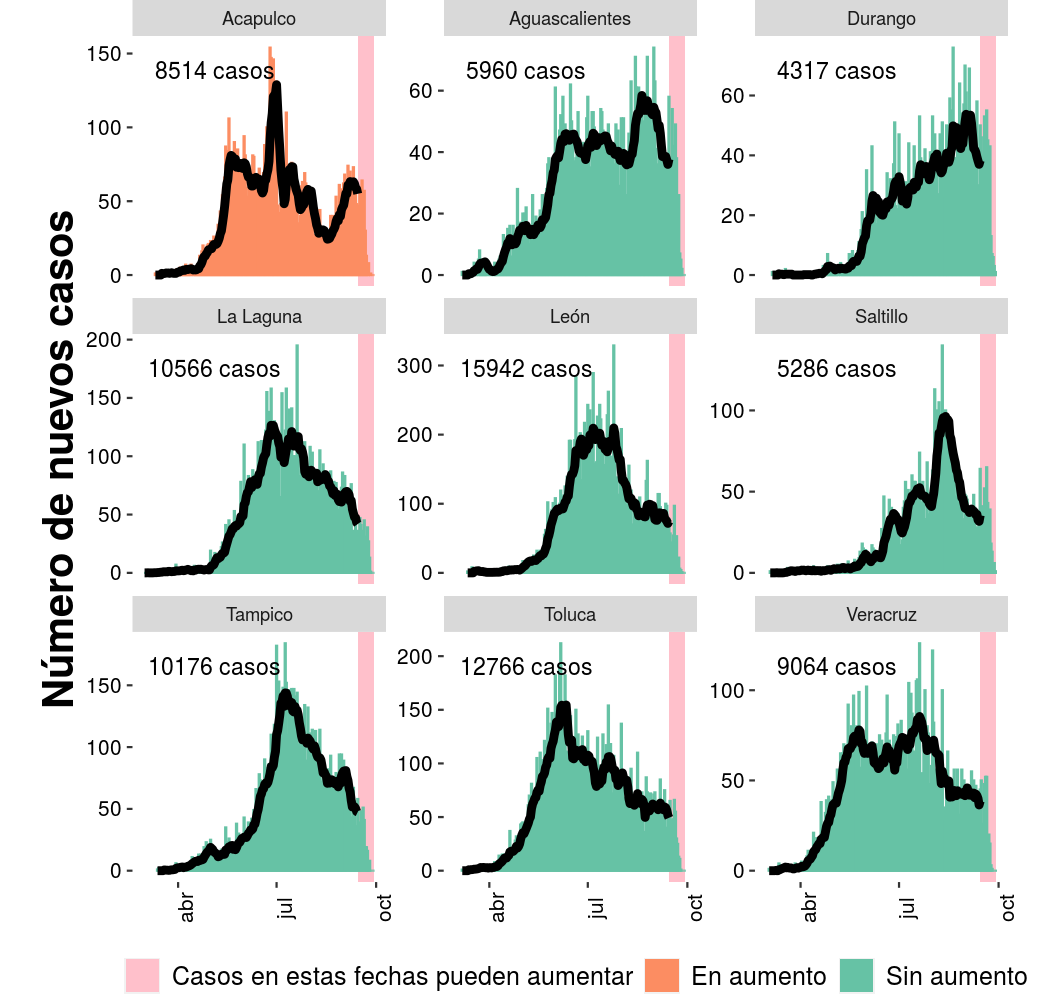 Acapulco
Aguascalientes
Durango
8514 casos
5960 casos
4317 casos
150
100
50
0
60
40
20
0
60
40
20
0
La Laguna
León
Saltillo
10566 casos
15942 casos
5286 casos
200
150
100
50
0
300
200
100
0
100
50
0
Tampico
Toluca
Veracruz
10176 casos
12766 casos
9064 casos
150
100
50
0
200
150
100
50
0
100
50
0
abr
jul
oct
abr
jul
oct
abr
jul
oct
Número de nuevos casos
Casos en estas fechas pueden aumentar
En aumento
Sin aumento